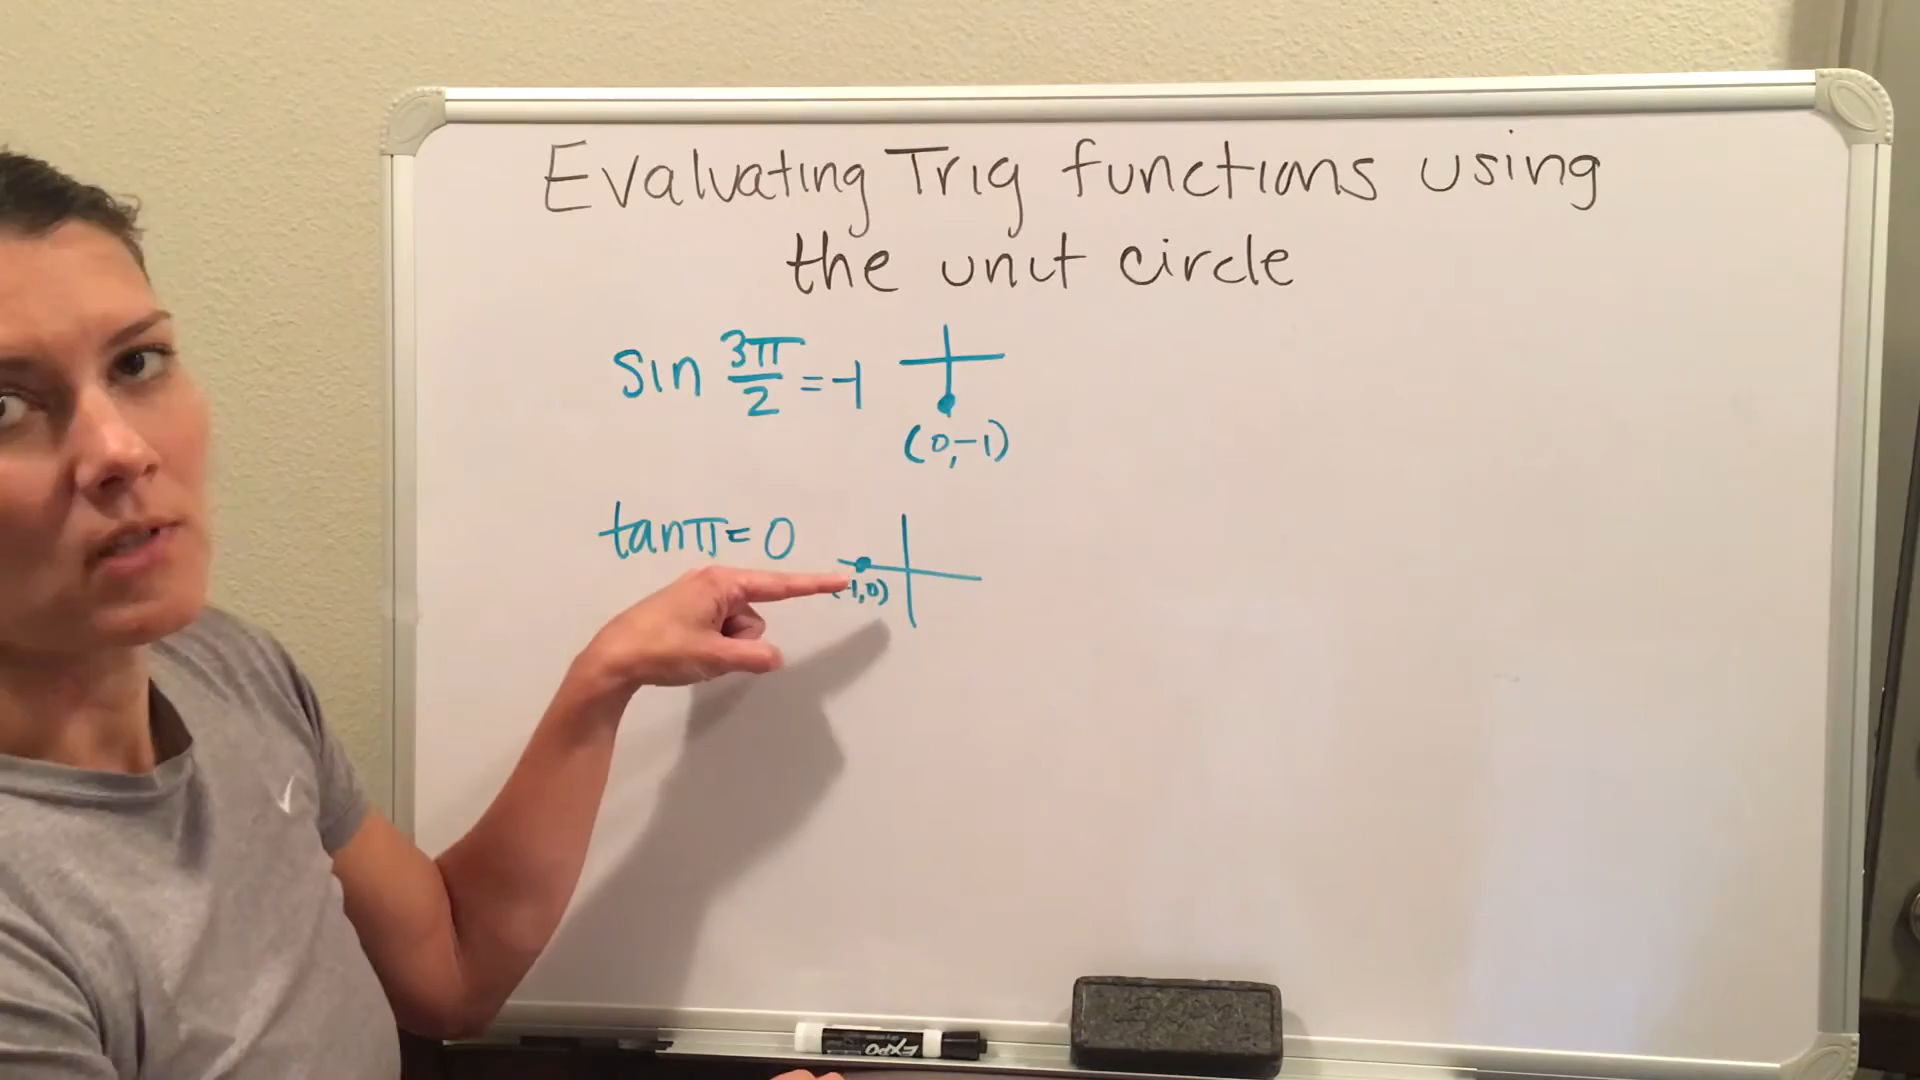 Evaluating Trig functions using
the unit circle
sin 3π/2 = -1
(0,-1)
tanπ = 0
(-1,0)
EXPO